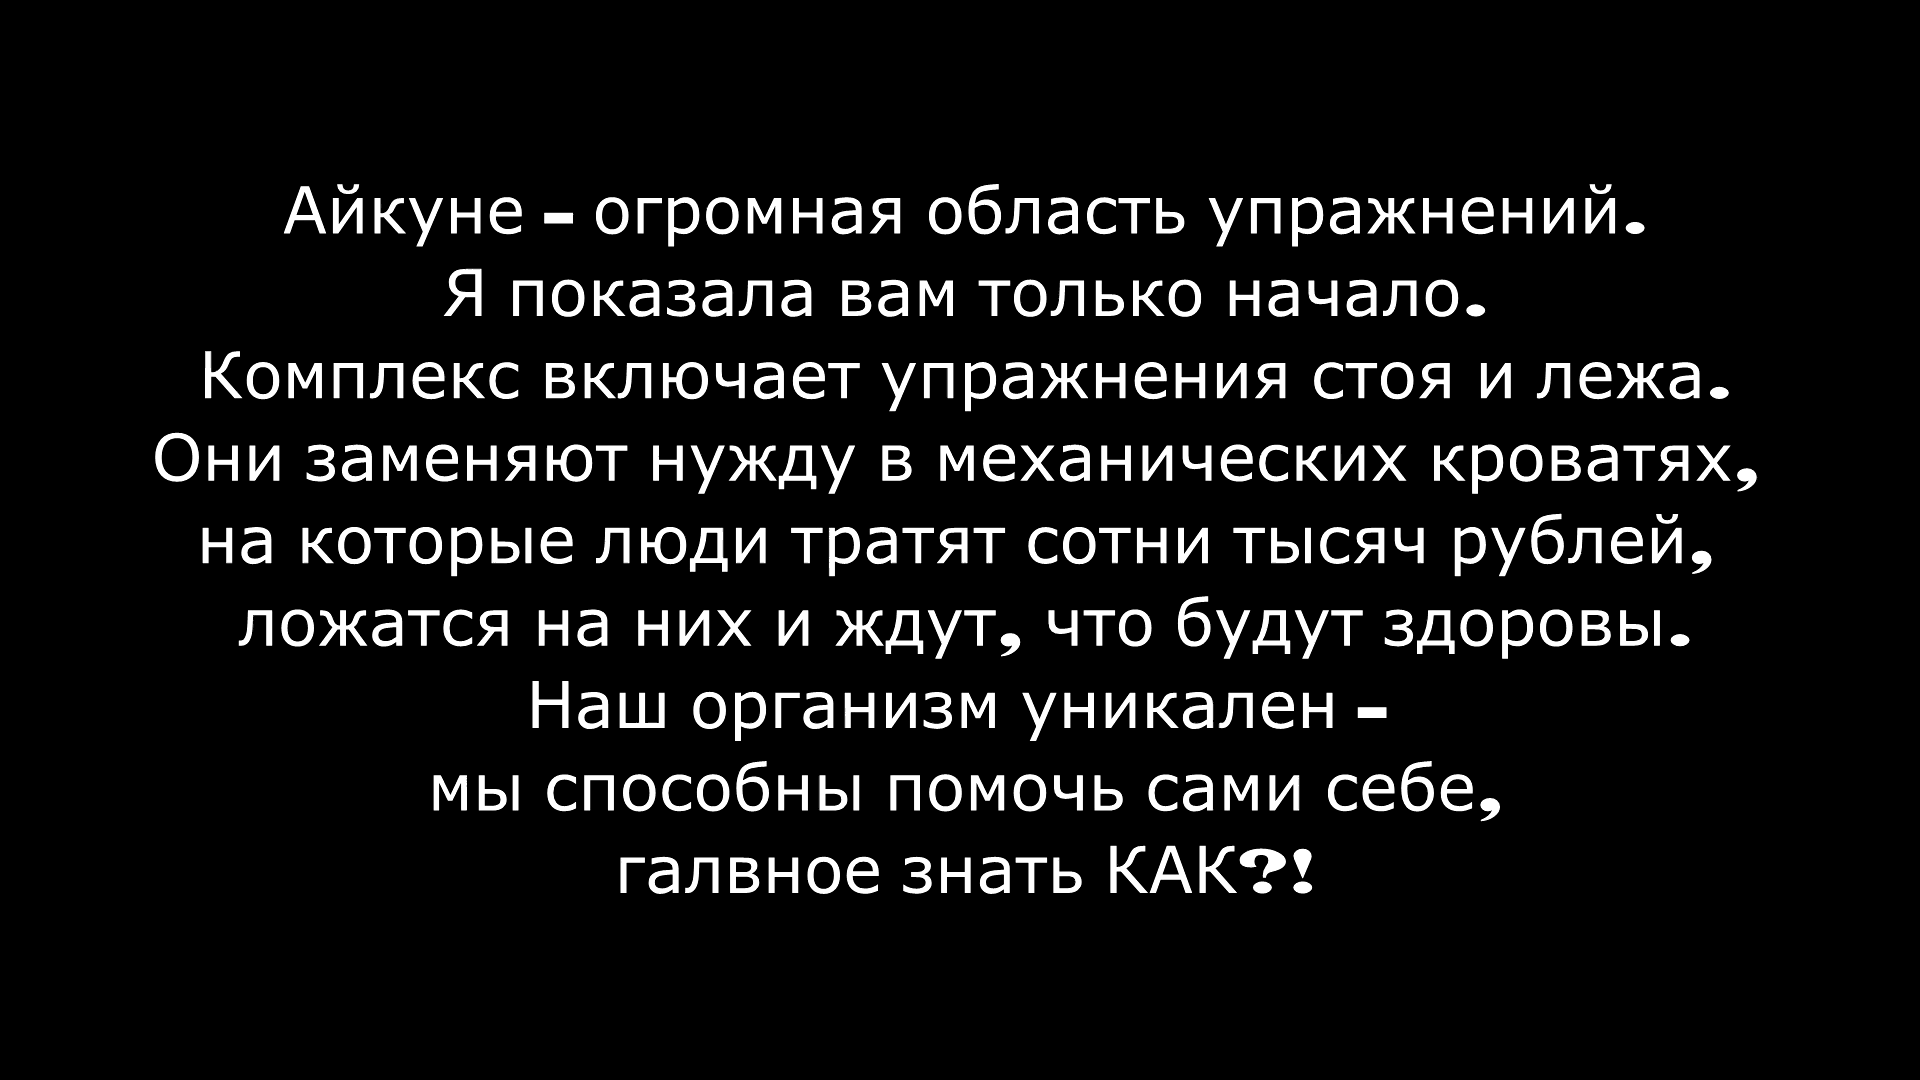 Айкуне - огромная область упражнений.
Я показала вам только начало.
Комплекс включает упражнения стоя и лежа.
Они заменяют нужду в механических кроватях,
на которые люди тратят сотни тысяч рублей,
ложатся на них и ждут, что будут здоровы.
Наш организм уникален -
мы способны помочь сами себе,
галвное знать КАК?!